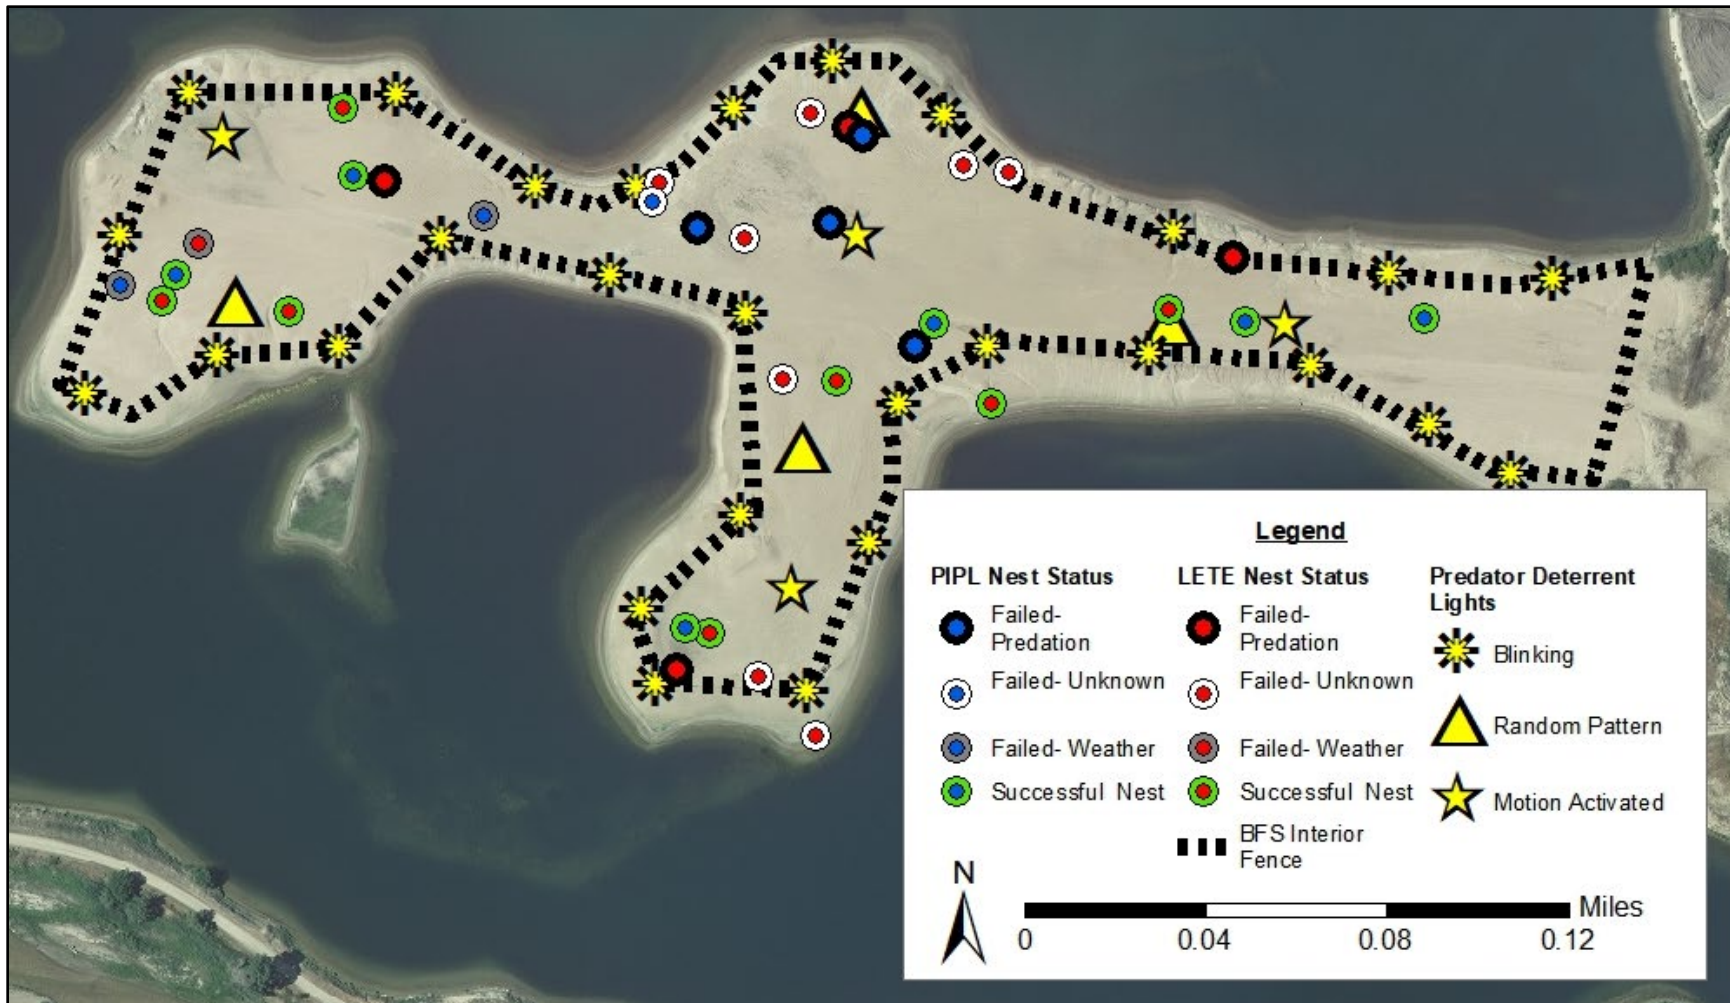 Legend
PIPL Nest Status
Failed-
Predation
Failed- Unknown
Failed- Weather
Successful Nest
LETE Nest Status
Failed-
Predation
Failed- Unknown
Failed- Weather
Successful Nest
BFS Interior
Fence
Predator Deterrent
Lights
Blinking
Random Pattern
Motion Activated
N
Miles
0 0.04 0.08 0.12